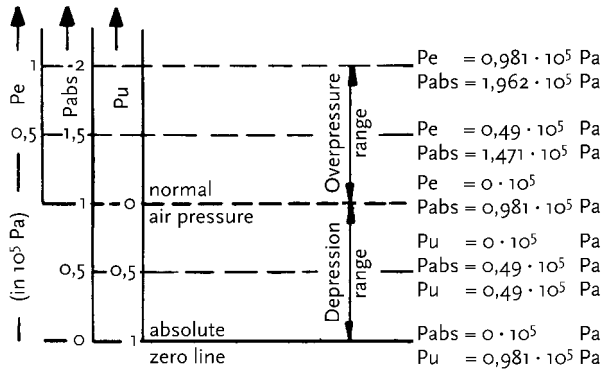 Pe
Pabs
Pu
(in 10⁵ Pa)
1
2
0,5
1,5
1
0
0,5
0,5
0
1
normal
air pressure
absolute
zero line
Overpressure
range
Depression
range
Pe = 0,981 · 10⁵ Pa
Pabs = 1,962 · 10⁵ Pa
Pe = 0,49 · 10⁵ Pa
Pabs = 1,471 · 10⁵ Pa
Pe = 0 · 10⁵ Pa
Pabs = 0,981 · 10⁵ Pa
Pu = 0 · 10⁵ Pa
Pabs = 0,49 · 10⁵ Pa
Pu = 0,49 · 10⁵ Pa
Pabs = 0 · 10⁵ Pa
Pu = 0,981 · 10⁵ Pa